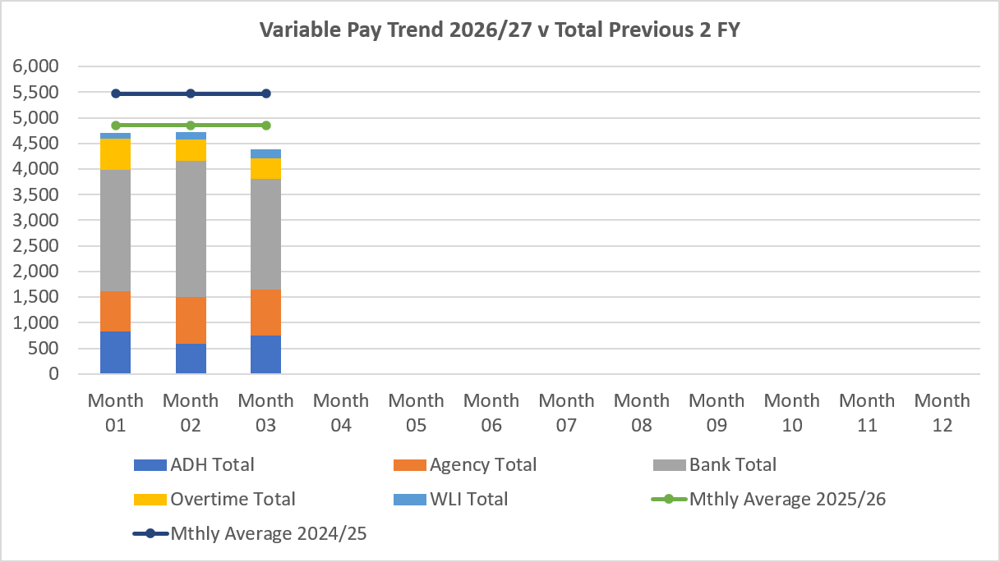 Variable Pay Trend 2026/27 v Total Previous 2 FY
6,000
5,500
5,000
4,500
4,000
3,500
3,000
2,500
2,000
1,500
1,000
500
0
Month 01
Month 02
Month 03
Month 04
Month 05
Month 06
Month 07
Month 08
Month 09
Month 10
Month 11
Month 12
ADH Total
Agency Total
Bank Total
Overtime Total
WLI Total
Mthly Average 2025/26
Mthly Average 2024/25